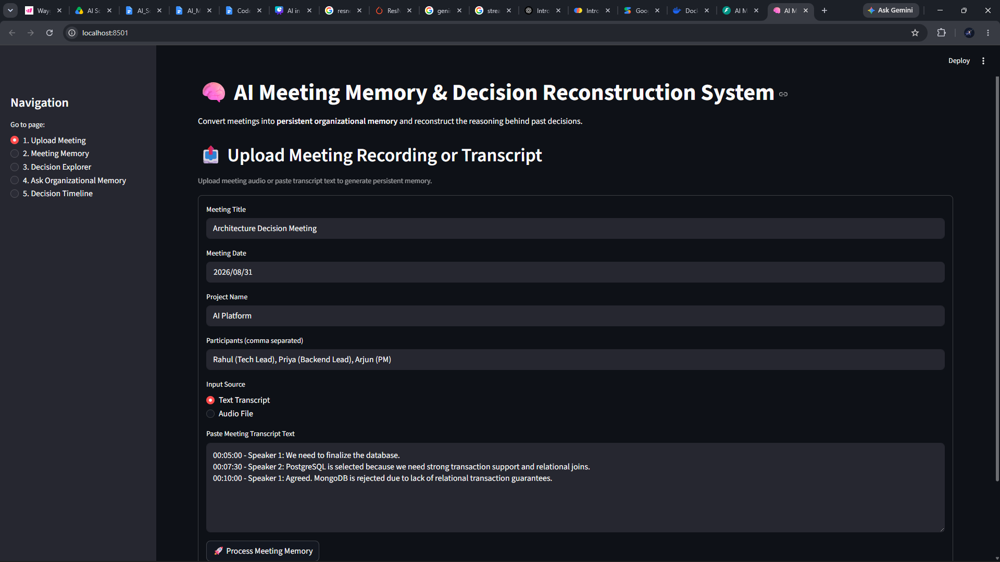 Way
AI Sc
AI_Sc
AI_M
Code
AI in
resne
ResN
geni
strea
Intro
Intro
Goo
Dock
AI M
AI M
Ask Gemini
localhost:8501
Deploy
Navigation
Go to page:
1. Upload Meeting
2. Meeting Memory
3. Decision Explorer
4. Ask Organizational Memory
5. Decision Timeline
AI Meeting Memory & Decision Reconstruction System
Convert meetings into persistent organizational memory and reconstruct the reasoning behind past decisions.
Upload Meeting Recording or Transcript
Upload meeting audio or paste transcript text to generate persistent memory.
Meeting Title
Architecture Decision Meeting
Meeting Date
2026/08/31
Project Name
AI Platform
Participants (comma separated)
Rahul (Tech Lead), Priya (Backend Lead), Arjun (PM)
Input Source
Text Transcript
Audio File
Paste Meeting Transcript Text
00:05:00 - Speaker 1: We need to finalize the database.
00:07:30 - Speaker 2: PostgreSQL is selected because we need strong transaction support and relational joins.
00:10:00 - Speaker 1: Agreed. MongoDB is rejected due to lack of relational transaction guarantees.
🚀 Process Meeting Memory